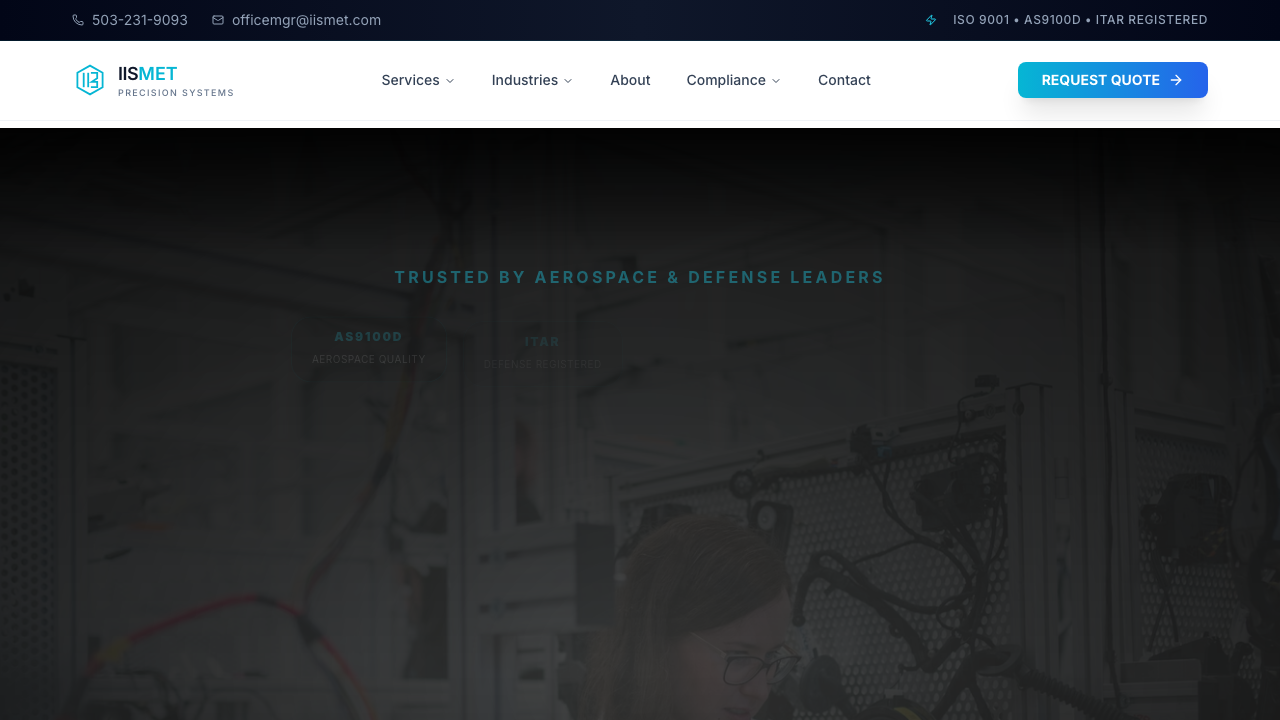 503-231-9093
officemgr@iismet.com
ISO 9001 • AS9100D • ITAR REGISTERED
IISMET
PRECISION SYSTEMS
Services
Industries
About
Compliance
Contact
REQUEST QUOTE
TRUSTED BY AEROSPACE & DEFENSE LEADERS
AS9100D
AEROSPACE QUALITY
ITAR
DEFENSE REGISTERED